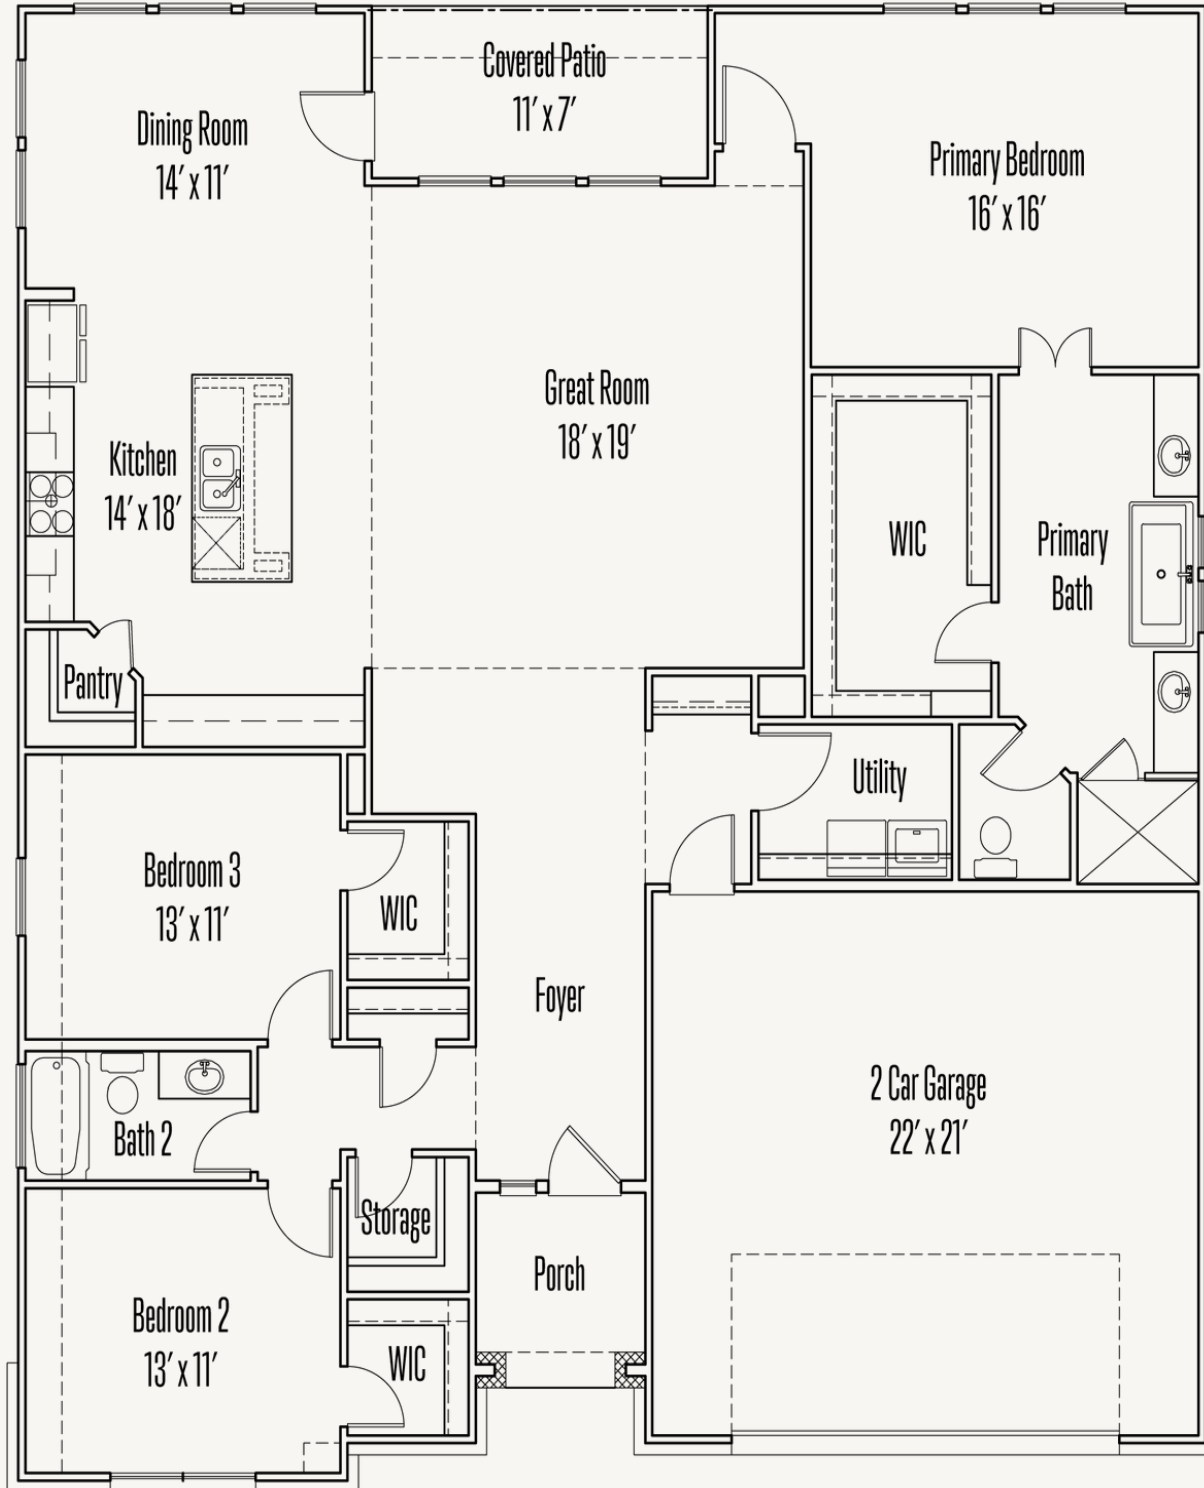 Covered Patio
11' x 7'
Dining Room
14' x 11'
Primary Bedroom
16' x 16'
Great Room
18' x 19'
Kitchen
14' x 18'
WIC
Primary
Bath
Pantry
Utility
Bedroom 3
13' x 11'
WIC
Foyer
2 Car Garage
22' x 21'
Bath 2
Storage
Porch
Bedroom 2
13' x 11'
WIC